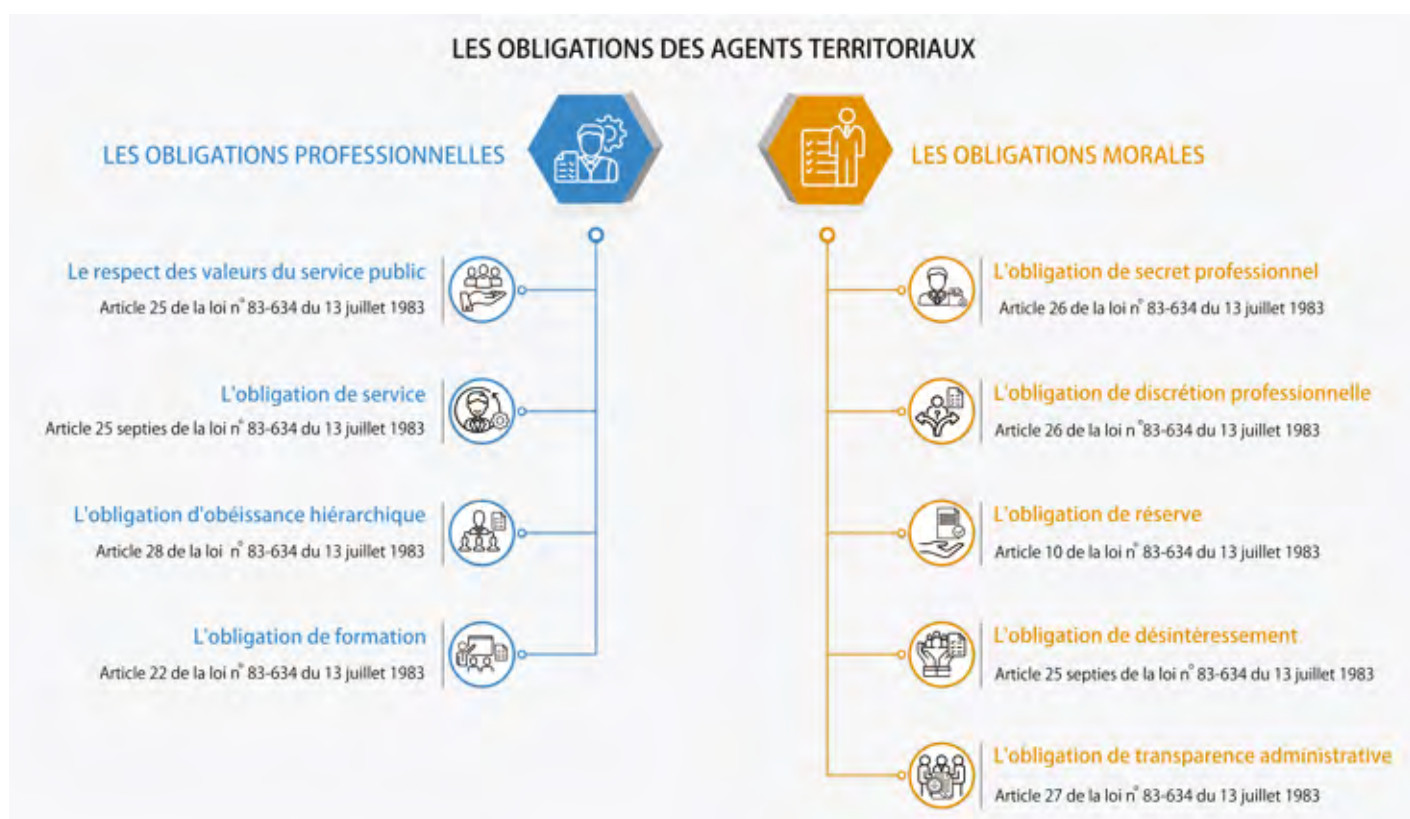 LES OBLIGATIONS DES AGENTS TERRITORIAUX
LES OBLIGATIONS PROFESSIONNELLES
Le respect des valeurs du service public
Article 25 de la loi n° 83-634 du 13 juillet 1983
L'obligation de service
Article 25 septies de la loi n° 83-634 du 13 juillet 1983
L'obligation d'obéissance hiérarchique
Article 28 de la loi n° 83-634 du 13 juillet 1983
L'obligation de formation
Article 22 de la loi n° 83-634 du 13 juillet 1983
LES OBLIGATIONS MORALES
L'obligation de secret professionnel
Article 26 de la loi n° 83-634 du 13 juillet 1983
L'obligation de discrétion professionnelle
Article 26 de la loi n °83-634 du 13 juillet 1983
L'obligation de réserve
Article 10 de la loi n° 83-634 du 13 juillet 1983
L'obligation de désintéressement
Article 25 septies de la loi n° 83-634 du 13 juillet 1983
L'obligation de transparence administrative
Article 27 de la loi n° 83-634 du 13 juillet 1983